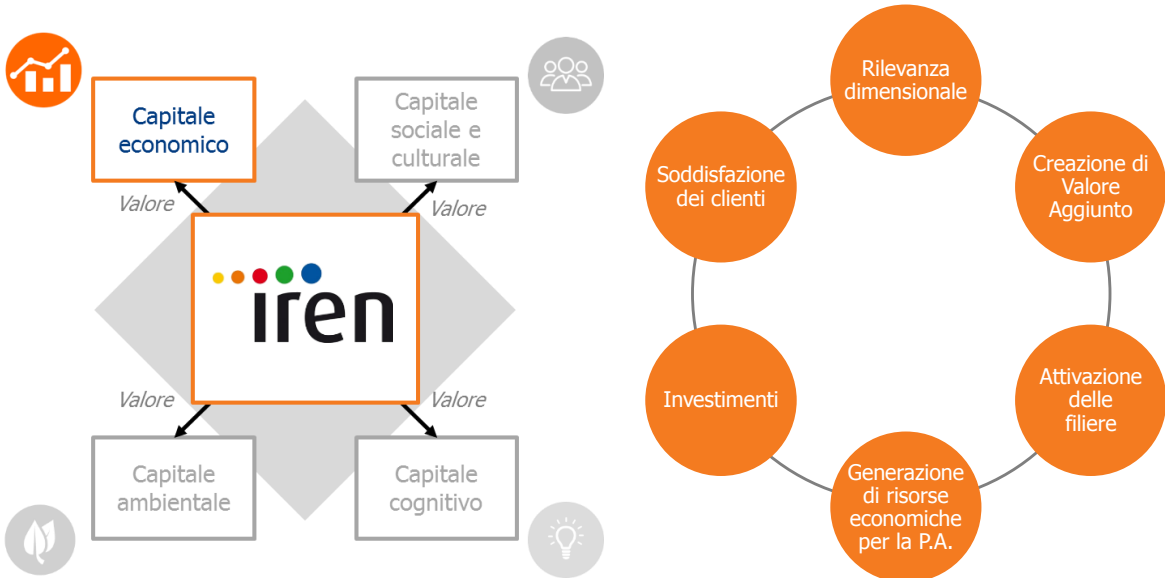 Capitale
economico
Capitale
sociale e
culturale
Valore
Valore
iren
Valore
Valore
Capitale
ambientale
Capitale
cognitivo
Rilevanza
dimensionale
Creazione di
Valore
Aggiunto
Attivazione
delle
filiere
Generazione
di risorse
economiche
per la P.A.
Investimenti
Soddisfazione
dei clienti